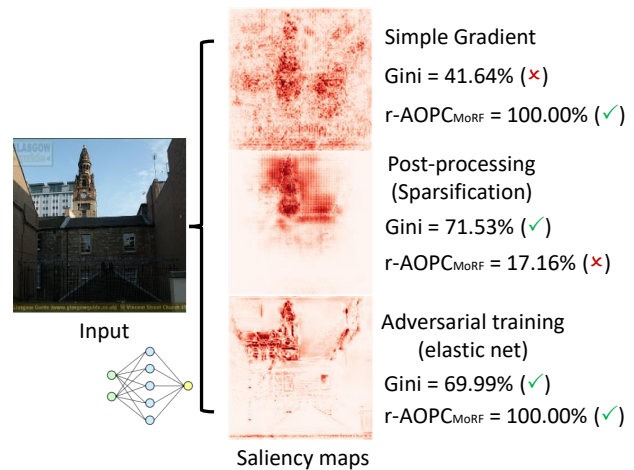 Simple Gradient
Gini = 41.64% (✗)
r-AOPCMoRF = 100.00% (✓)
Post-processing
(Sparsification)
Gini = 71.53% (✓)
r-AOPCMoRF = 17.16% (✗)
GLASGOW
Input
Adversarial training
(elastic net)
Gini = 69.99% (✓)
r-AOPCMoRF = 100.00% (✓)
Saliency maps